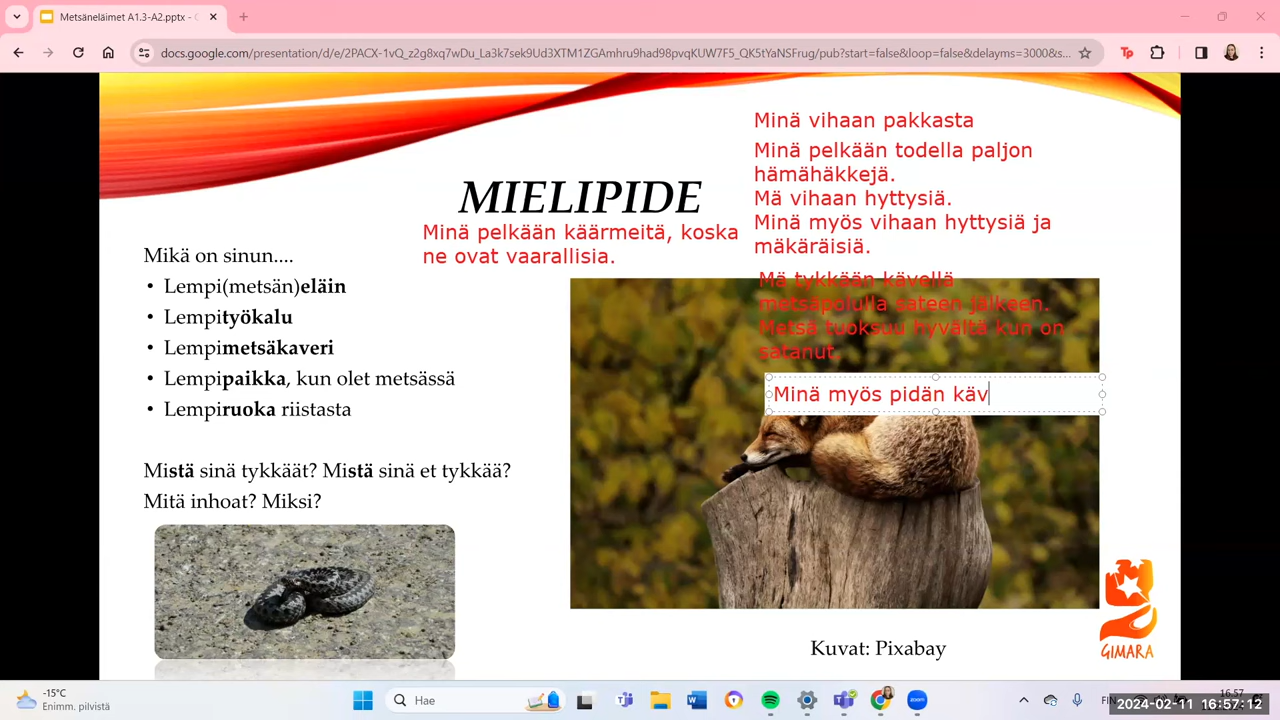 Metsäneläimet A1.3-A2.pptx - G
docs.google.com/presentation/d/e/2PACX-1vQ_z2g8xq7wDu_La3k7sek9Ud3XTM1ZGAmhru9had98pvqKUW7F5_QK5tYaNSFrug/pub?start=false&loop=false&delayms=3000&s...
Minä vihaan pakkasta
Minä pelkään todella paljon
hämähäkkejä.
Mä vihaan hyttysiä.
Minä myös vihaan hyttysiä ja
mäkäräisiä.
MIELIPIDE
Minä pelkään käärmeitä, koska
ne ovat vaarallisia.
Mikä on sinun....
• Lempi(metsän)eläin
• Lempityökalu
• Lempimetsäkaveri
• Lempipaikka, kun olet metsässä
• Lempiruoka riistasta
Mistä sinä tykkäät? Mistä sinä et tykkää?
Mitä inhoat? Miksi?
Mä tykkään kävellä
metsäpolulla sateen jälkeen.
Metsä tuoksuu hyvältä kun on
satanut.
Minä myös pidän käv
GIMARA
Kuvat: Pixabay
-15°C
Enimm. pilvistä
Hae
FIN
16.57
2024-02-11 16:57:12